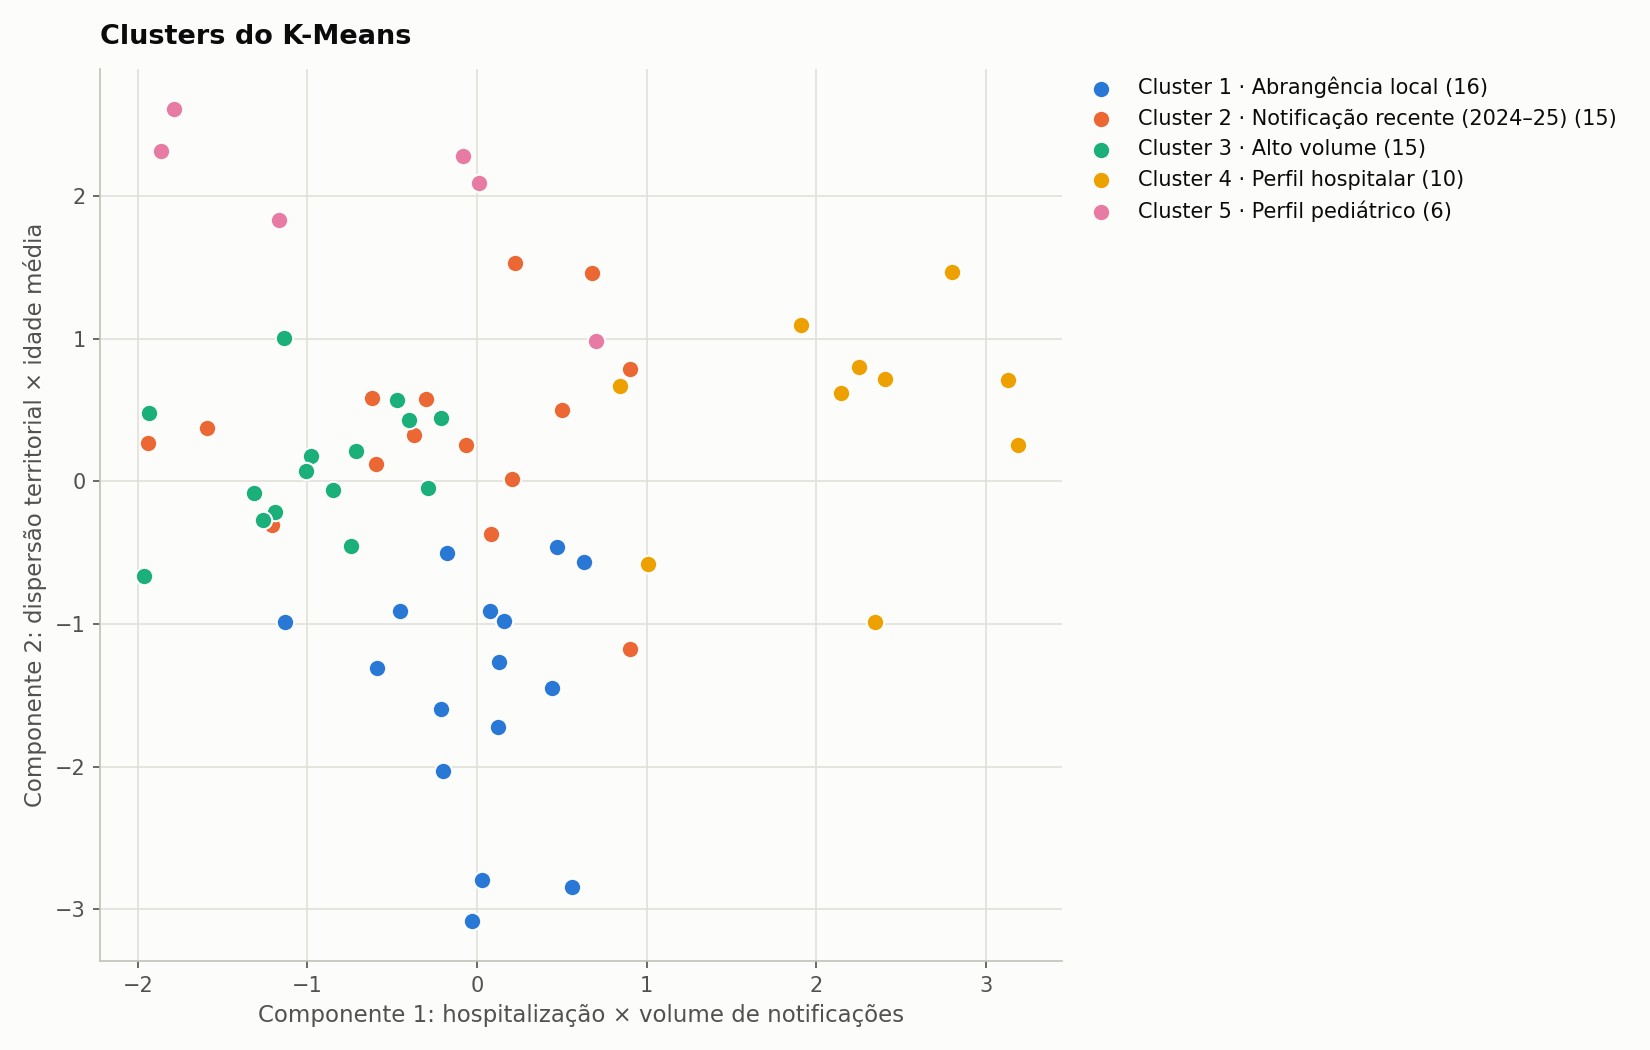 Clusters do K-Means
Cluster 1 · Abrangência local (16)
Cluster 2 · Notificação recente (2024–25) (15)
Cluster 3 · Alto volume (15)
Cluster 4 · Perfil hospitalar (10)
Cluster 5 · Perfil pediátrico (6)
Componente 2: dispersão territorial × idade média
2
1
0
−1
−2
−3
−2
−1
0
1
2
3
Componente 1: hospitalização × volume de notificações